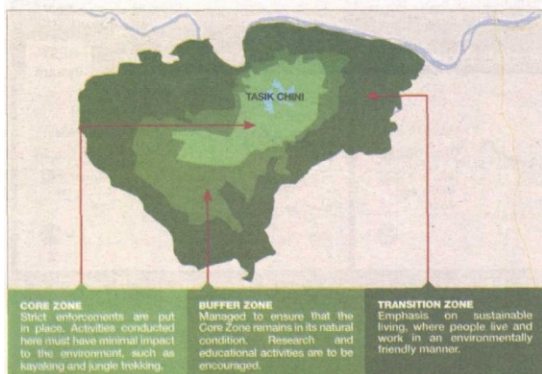 TASIK CHINI
CORE ZONE
Strict enforcements are put
in place. Activities conducted
here must have minimal impact
to the environment, such as
kayaking and jungle trekking.
BUFFER ZONE
Managed to ensure that the
Core Zone remains in its natural
condition. Research and
educational activities are to be
encouraged.
TRANSITION ZONE
Emphasis on sustainable
living, where people live and
work in an environmentally
friendly manner.